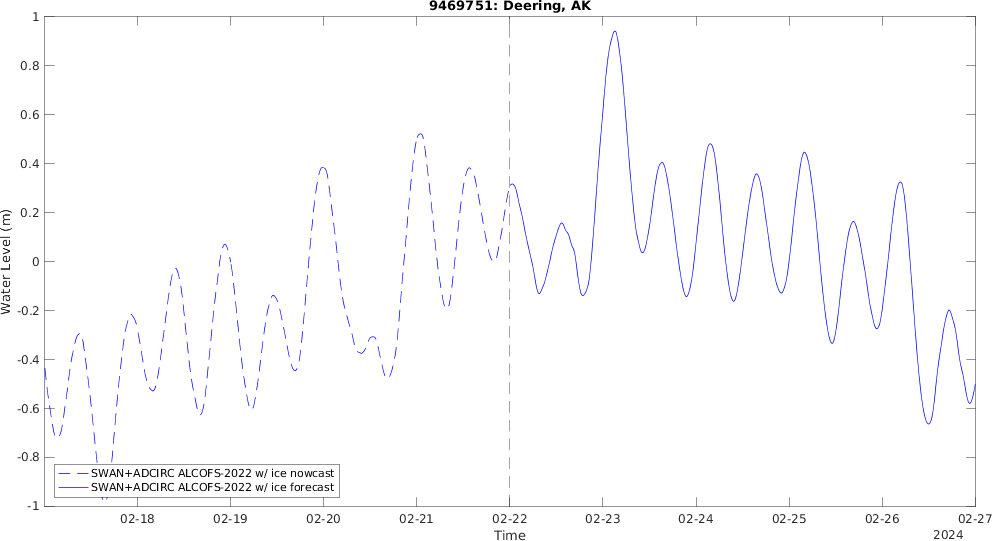 9469751: Deering, AK
Water Level (m)
1
0.8
0.6
0.4
0.2
0
-0.2
-0.4
-0.6
-0.8
-1
SWAN+ADCIRC ALCOFS-2022 w/ ice nowcast
SWAN+ADCIRC ALCOFS-2022 w/ ice forecast
02-18 02-19 02-20 02-21 02-22 02-23 02-24 02-25 02-26 02-27
Time
2024